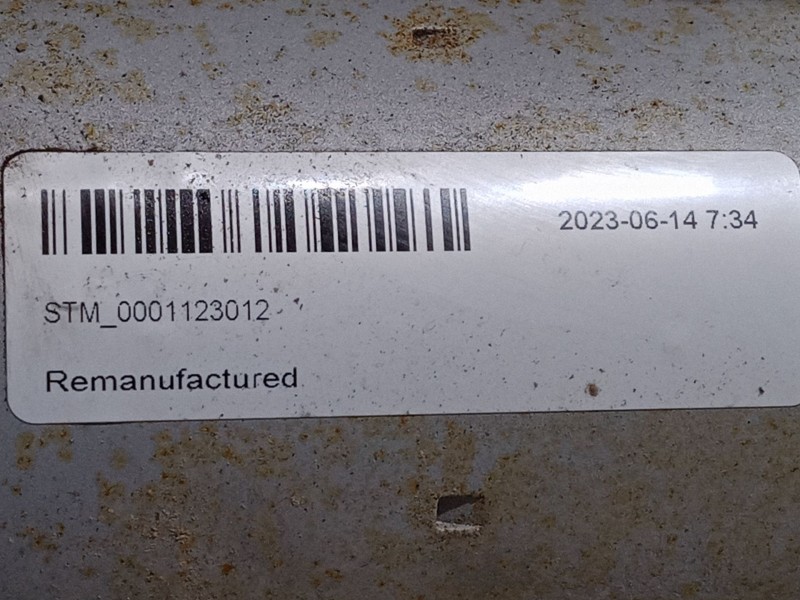 2023-06-14 7:34
STM_0001123012
Remanufactured